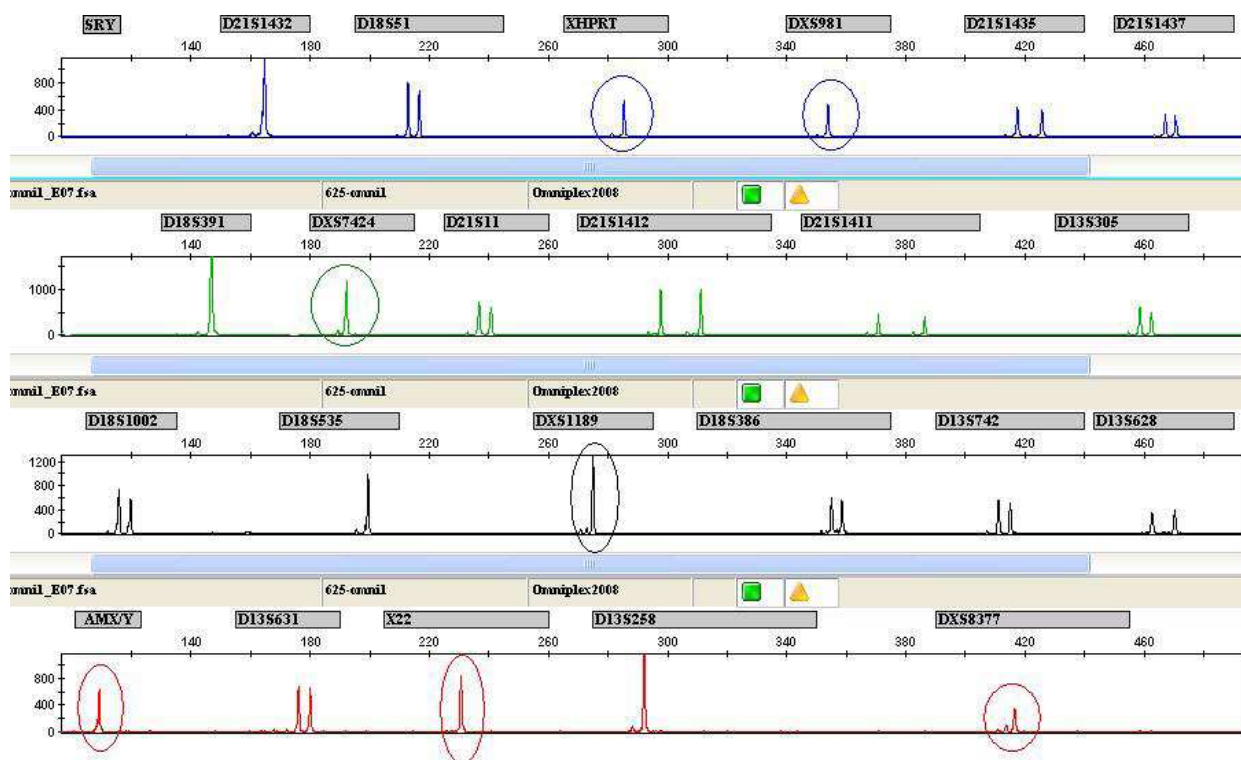 SRY D21S1432 D18S51 XHPRT DXS981 D21S1435 D21S1437
140 180 220 260 300 340 380 420 460
800
400
0
omnil_E07.fsa 625-omnil Omniplex2008
D18S391 DXS7424 D21S11 D21S1412 D21S1411 D13S305
140 180 220 260 300 340 380 420 460
1000
0
omnil_E07.fsa 625-omnil Omniplex2008
D18S1002 D18S535 DXS1189 D18S386 D13S742 D13S628
140 180 220 260 300 340 380 420 460
1200
800
400
0
omnil_E07.fsa 625-omnil Omniplex2008
AMX/Y D13S631 X22 D13S258 DXS8377
140 180 220 260 300 340 380 420 460
800
400
0